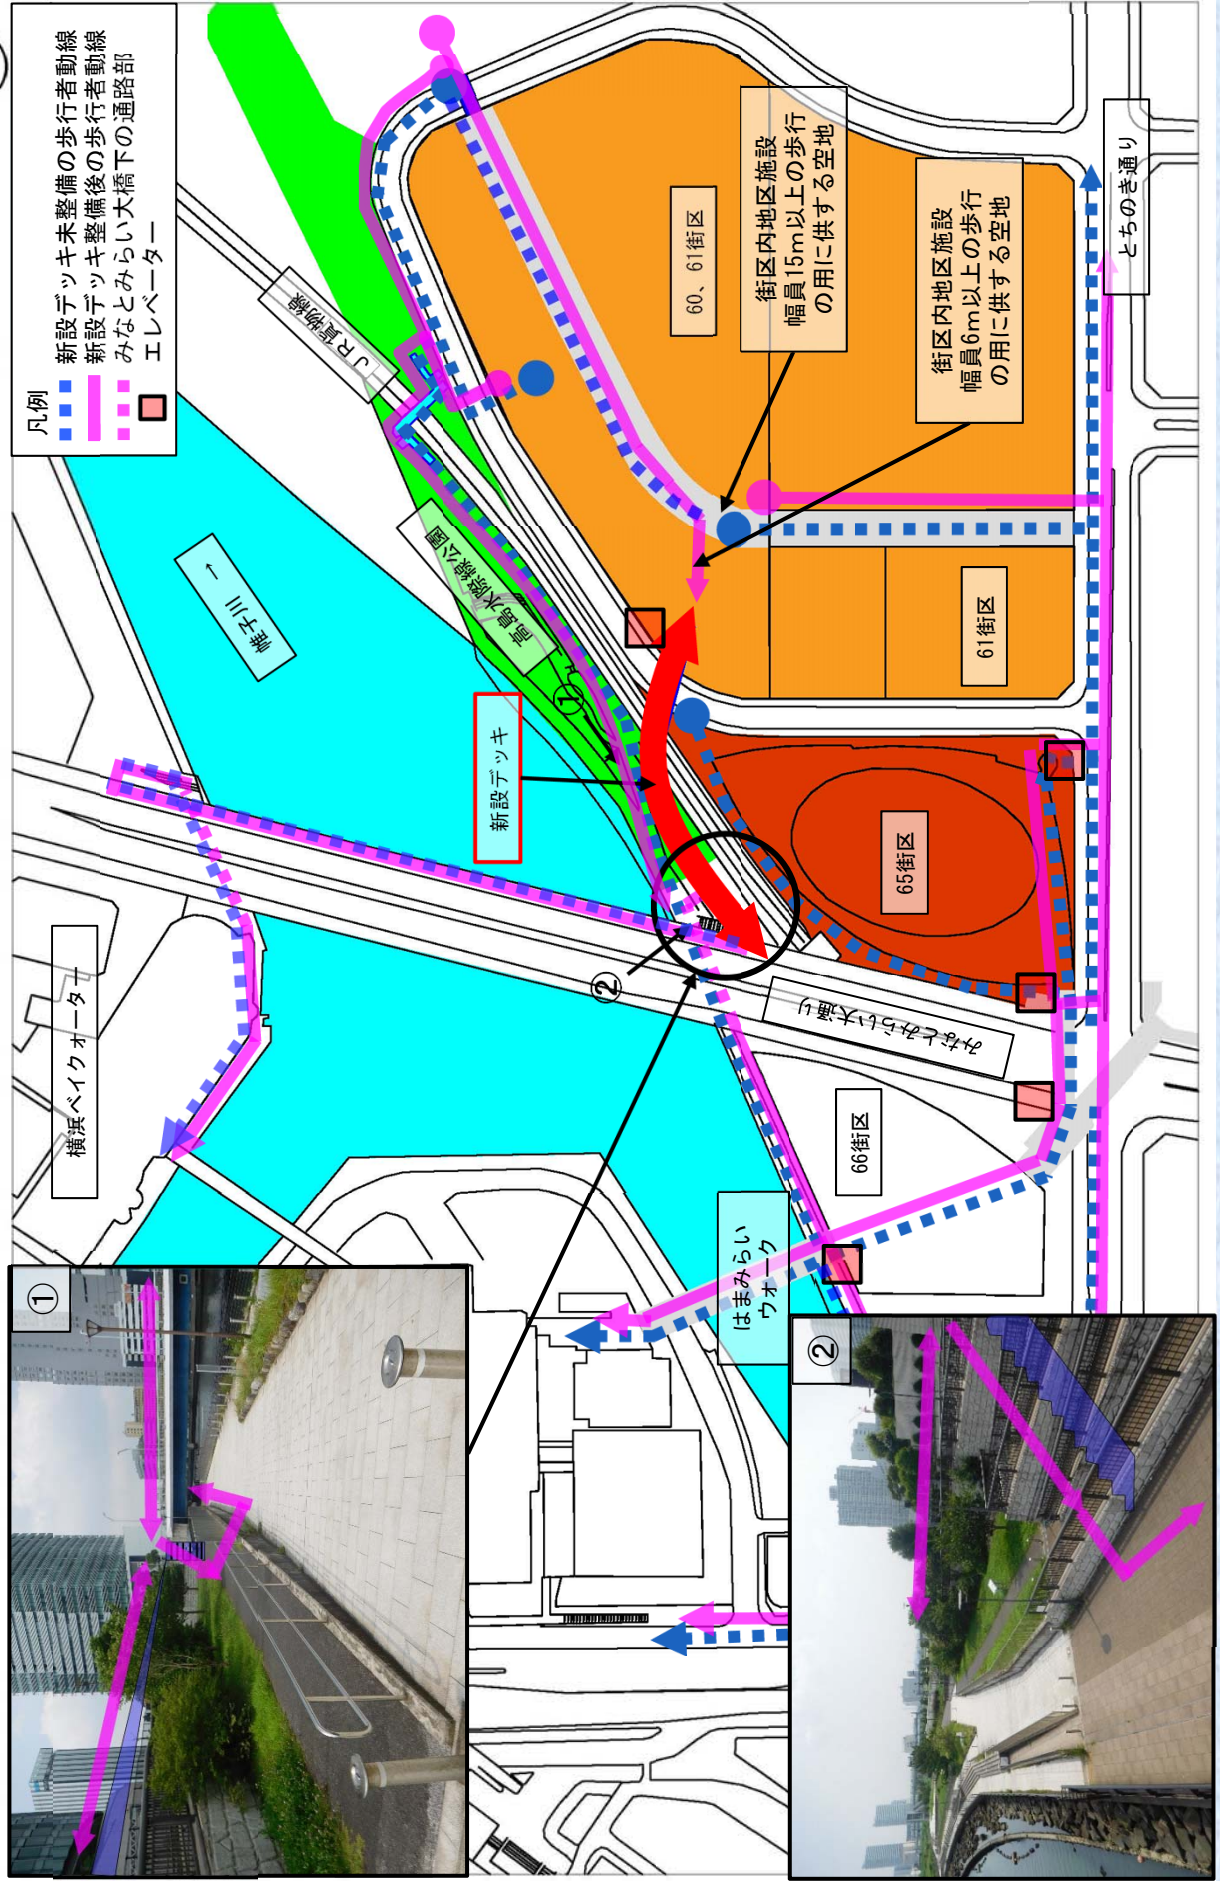 凡例
新設デッキ未整備の歩行者動線
新設デッキ整備後の歩行者動線
みなとみらい大橋下の通路部
エレベーター
JR貨物線
帷子川→
高島水際線公園
新設デッキ
①
②
横浜ベイクォーター
みなとみらい大通り
はまみらい
ウォーク
60、61街区
61街区
65街区
66街区
街区内地区施設
幅員15m以上の歩行
の用に供する空地
街区内地区施設
幅員6m以上の歩行
の用に供する空地
とちのき通り
①
②